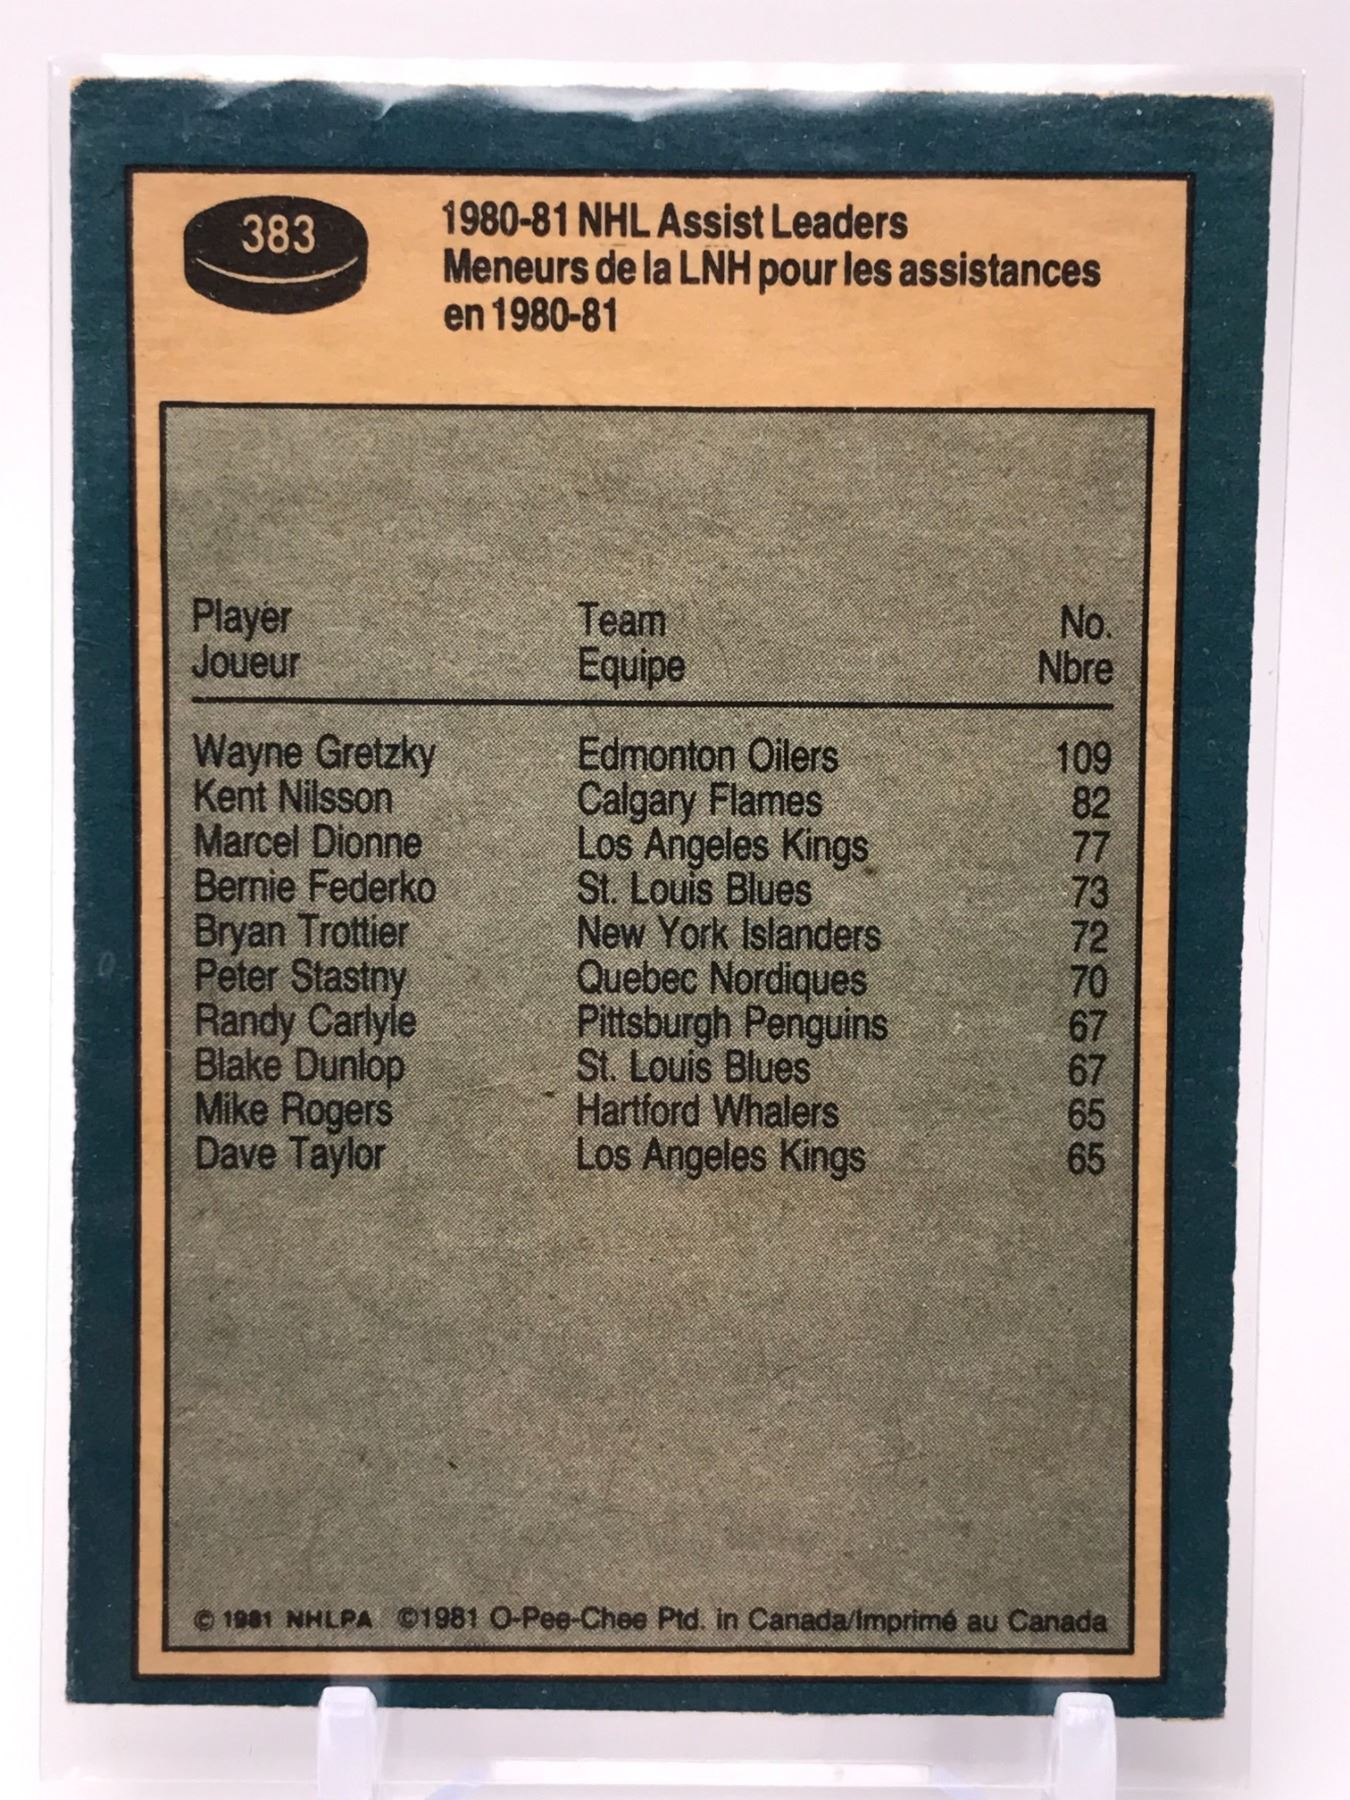 383
1980-81 NHL Assist Leaders
Meneurs de la LNH pour les assistances
en 1980-81
Player Team No.
Joueur Equipe Nbre
Wayne Gretzky Edmonton Oilers 109
Kent Nilsson Calgary Flames 82
Marcel Dionne Los Angeles Kings 77
Bernie Federko St. Louis Blues 73
Bryan Trottier New York Islanders 72
Peter Stastny Quebec Nordiques 70
Randy Carlyle Pittsburgh Penguins 67
Blake Dunlop St. Louis Blues 67
Mike Rogers Hartford Whalers 65
Dave Taylor Los Angeles Kings 65
© 1981 NHLPA ©1981 O-Pee-Chee Ptd. in Canada/Imprimé au Canada